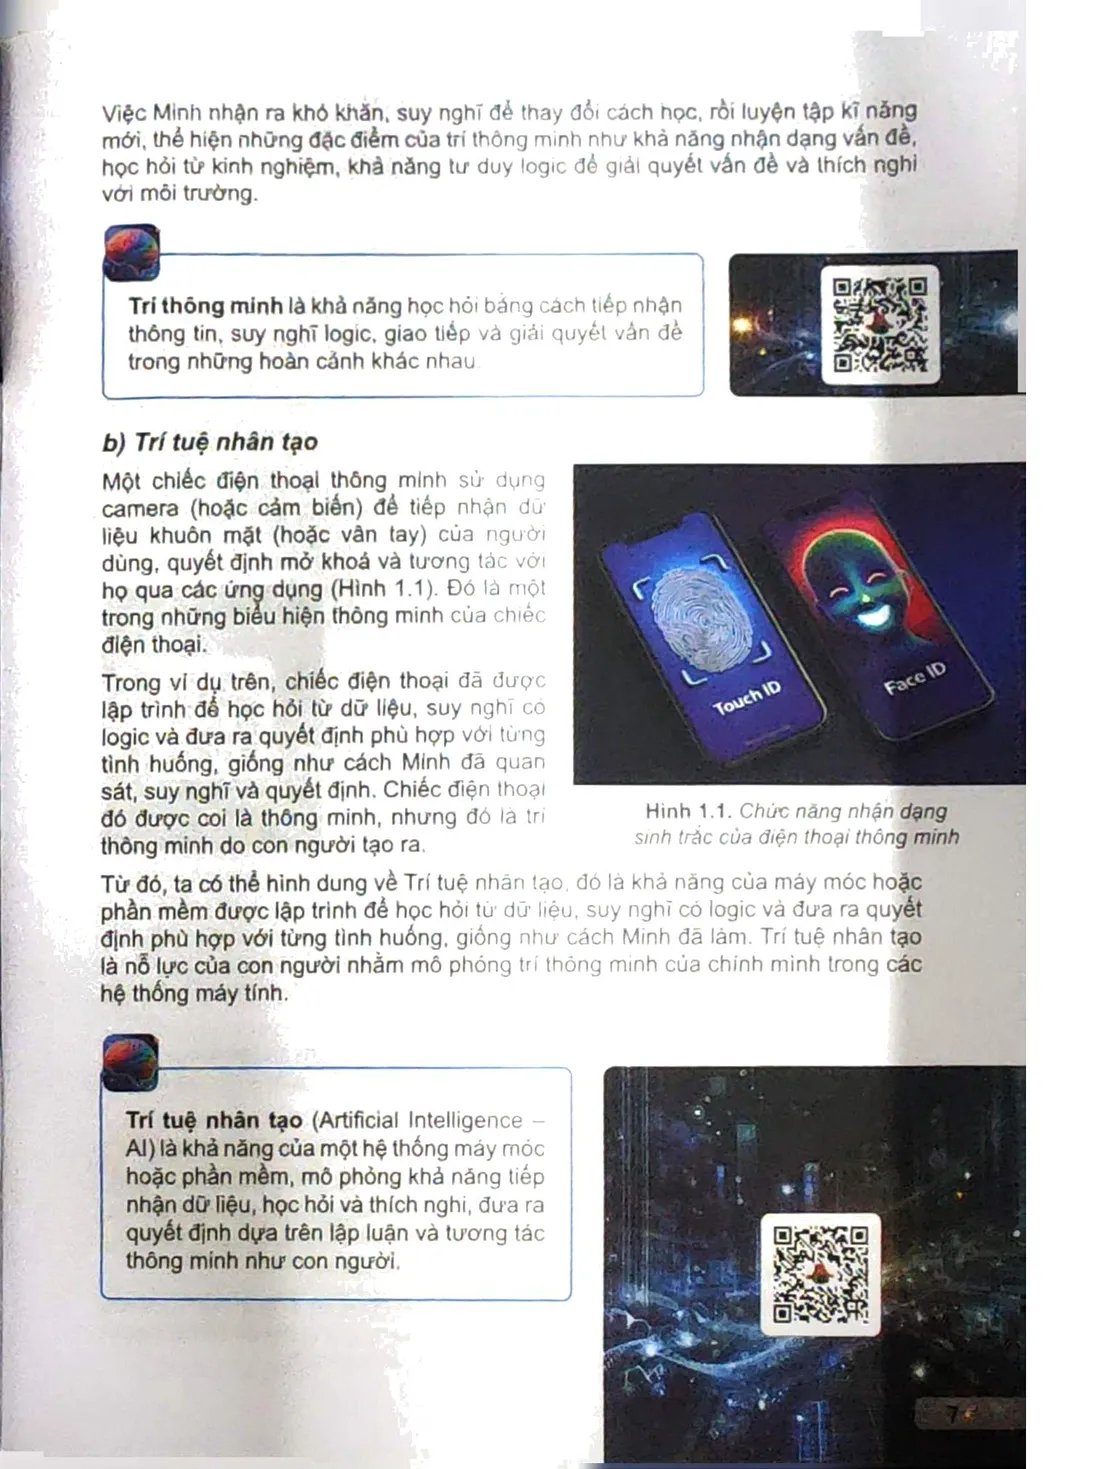 Việc Minh nhận ra khó khăn, suy nghĩ để thay đổi cách học, rồi luyện tập kĩ năng
mới, thể hiện những đặc điểm của trí thông minh như khả năng nhận dạng vấn đề,
học hỏi từ kinh nghiệm, khả năng tư duy logic để giải quyết vấn đề và thích nghi
với môi trường.
Trí thông minh là khả năng học hỏi bằng cách tiếp nhận
thông tin, suy nghĩ logic, giao tiếp và giải quyết vấn đề
trong những hoàn cảnh khác nhau.
b) Trí tuệ nhân tạo
Một chiếc điện thoại thông minh sử dụng
camera (hoặc cảm biến) để tiếp nhận dữ
liệu khuôn mặt (hoặc vân tay) của người
dùng, quyết định mở khoá và tương tác với
họ qua các ứng dụng (Hình 1.1). Đó là một
trong những biểu hiện thông minh của chiếc
điện thoại.
Trong ví dụ trên, chiếc điện thoại đã được
lập trình để học hỏi từ dữ liệu, suy nghĩ có
logic và đưa ra quyết định phù hợp với từng
tình huống, giống như cách Minh đã quan
sát, suy nghĩ và quyết định. Chiếc điện thoại
đó được coi là thông minh, nhưng đó là trí
thông minh do con người tạo ra.
Touch ID
Face ID
Hình 1.1. Chức năng nhận dạng
sinh trắc của điện thoại thông minh
Từ đó, ta có thể hình dung về Trí tuệ nhân tạo, đó là khả năng của máy móc hoặc
phần mềm được lập trình để học hỏi từ dữ liệu, suy nghĩ có logic và đưa ra quyết
định phù hợp với từng tình huống, giống như cách Minh đã làm. Trí tuệ nhân tạo
là nỗ lực của con người nhằm mô phỏng trí thông minh của chính mình trong các
hệ thống máy tính.
Trí tuệ nhân tạo (Artificial Intelligence –
AI) là khả năng của một hệ thống máy móc
hoặc phần mềm, mô phỏng khả năng tiếp
nhận dữ liệu, học hỏi và thích nghi, đưa ra
quyết định dựa trên lập luận và tương tác
thông minh như con người.
7